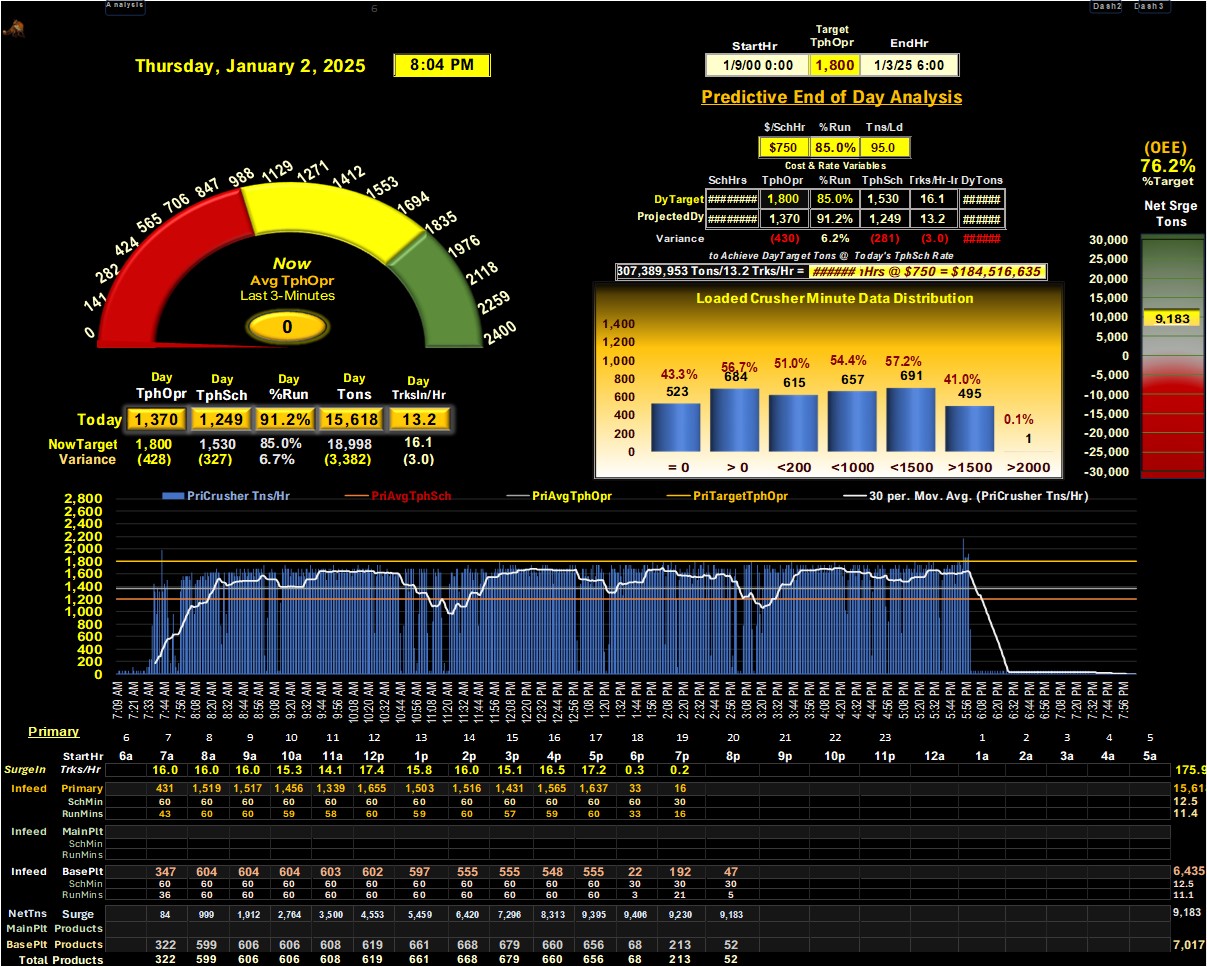 Analysis 6 Dash2 Dash3
Target
StartHr TphOpr EndHr
Thursday, January 2, 2025 8:04 PM 1/9/00 0:00 1,800 1/3/25 6:00
Predictive End of Day Analysis
$/SchHr %Run Tns/Ld
$750 85.0% 95.0
Cost & Rate Variables
SchHrs TphOpr %Run TphSch Trks/Hr-Ir DyTons
DyTarget ######## 1,800 85.0% 1,530 16.1 ######
ProjectedDy ######## 1,370 91.2% 1,249 13.2 ######
Variance (430) 6.2% (281) (3.0) ######
to Achieve DayTarget Tons @ Today's TphSch Rate
307,389,953 Tons/13.2 Trks/Hr = ###### ıHrs @ $750 = $184,516,635
(OEE)
76.2%
%Target
Net Srge
Tons
30,000
25,000
20,000
15,000
10,000
9,183
5,000
0
-5,000
-10,000
-15,000
-20,000
-25,000
-30,000
0 141 282 424 565 706 847 988 1129 1271 1412 1553 1694 1835 1976 2118 2259 2400
Now
Avg TphOpr
Last 3-Minutes
0
Loaded Crusher Minute Data Distribution
1,400
1,200
1,000
800
600
400
200
0
43.3% 56.7% 51.0% 54.4% 57.2% 41.0% 0.1%
523 684 615 657 691 495 1
= 0 > 0 <200 <1000 <1500 >1500 >2000
Day Day Day Day Day
TphOpr TphSch %Run Tons TrksIn/Hr
Today 1,370 1,249 91.2% 15,618 13.2
NowTarget 1,800 1,530 85.0% 18,998 16.1
Variance (428) (327) 6.7% (3,382) (3.0)
PriCrusher Tns/Hr PriAvgTphSch PriAvgTphOpr PriTargetTphOpr 30 per. Mov. Avg. (PriCrusher Tns/Hr)
2,800
2,600
2,400
2,200
2,000
1,800
1,600
1,400
1,200
1,000
800
600
400
200
0
7:09 AM 7:21 AM 7:33 AM 7:44 AM 7:56 AM 8:08 AM 8:20 AM 8:32 AM 8:44 AM 8:56 AM 9:08 AM 9:20 AM 9:32 AM 9:44 AM 9:56 AM 10:08 AM 10:20 AM 10:32 AM 10:44 AM 10:56 AM 11:08 AM 11:20 AM 11:32 AM 11:44 AM 11:56 AM 12:08 PM 12:20 PM 12:32 PM 12:44 PM 12:56 PM 1:08 PM 1:20 PM 1:32 PM 1:44 PM 1:56 PM 2:08 PM 2:20 PM 2:32 PM 2:44 PM 2:56 PM 3:08 PM 3:20 PM 3:32 PM 3:44 PM 3:56 PM 4:08 PM 4:20 PM 4:32 PM 4:44 PM 4:56 PM 5:08 PM 5:20 PM 5:32 PM 5:44 PM 5:56 PM 6:08 PM 6:20 PM 6:32 PM 6:44 PM 6:56 PM 7:08 PM 7:20 PM 7:32 PM 7:44 PM 7:56 PM
Primary 6 7 8 9 10 11 12 13 14 15 16 17 18 19 20 21 22 23 1 2 3 4 5
StartHr 6a 7a 8a 9a 10a 11a 12p 1p 2p 3p 4p 5p 6p 7p 8p 9p 10p 11p 12a 1a 2a 3a 4a 5a
SurgeIn Trks/Hr 16.0 16.0 16.0 15.3 14.1 17.4 15.8 16.0 15.1 16.5 17.2 0.3 0.2 175.9
Infeed Primary 431 1,519 1,517 1,456 1,339 1,655 1,503 1,516 1,431 1,565 1,637 33 16 15,618
SchMin 60 60 60 60 60 60 60 60 60 60 60 60 30 12.5
RunMins 43 60 60 59 58 60 59 60 57 59 60 33 16 11.4
Infeed MainPlt
SchMin
RunMins
Infeed BasePlt 347 604 604 604 603 602 597 555 555 548 555 22 192 47 6,435
SchMin 60 60 60 60 60 60 60 60 60 60 60 30 30 30 12.5
RunMins 36 60 60 60 60 60 60 60 60 60 60 3 21 5 11.1
NetTns Surge 84 999 1,912 2,764 3,500 4,553 5,459 6,420 7,296 8,313 9,395 9,406 9,230 9,183 9,183
MainPlt Products
BasePlt Products 322 599 606 606 608 619 661 668 679 660 656 68 213 52 7,017
Total Products 322 599 606 606 608 619 661 668 679 660 656 68 213 52